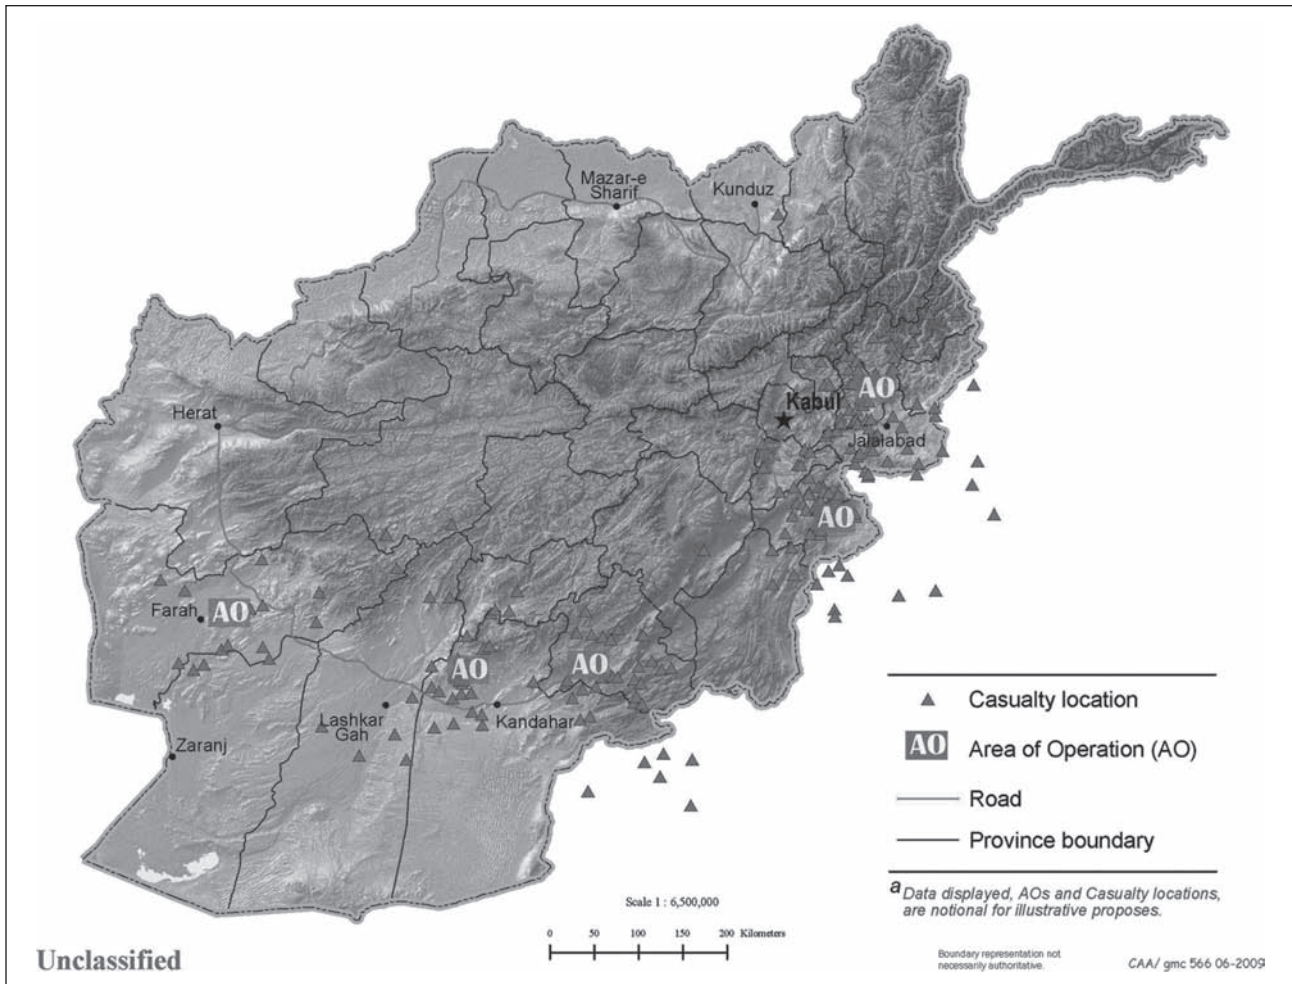 Mazar-e
Sharif
Kunduz
Herat
AO
Kabul
Jalalabad
AO
Farah
AO
AO
AO
Lashkar
Gah
Kandahar
Zaranj
Casualty location
AO
Area of Operation (AO)
Road
Province boundary
a Data displayed, AOs and Casualty locations,
are notional for illustrative proposes.
Scale 1 : 6,500,000
0 50 100 150 200 Kilometers
Unclassified
Boundary representation not
necessarily authoritative.
CAA/ gmc 566 06-2009